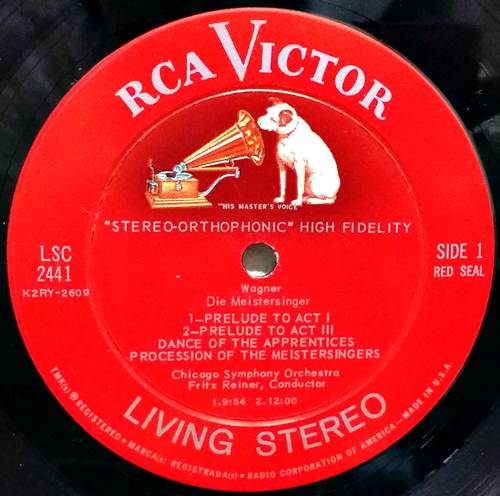 RCA VICTOR
"HIS MASTER'S VOICE"
"STEREO-ORTHOPHONIC" HIGH FIDELITY
LSC
2441
K2RY-2609
SIDE 1
RED SEAL
Wagner
Die Meistersinger
1—PRELUDE TO ACT I
2—PRELUDE TO ACT III
DANCE OF THE APPRENTICES
PROCESSION OF THE MEISTERSINGERS
Chicago Symphony Orchestra
Fritz Reiner, Conductor
1.9:54 2.12:00
LIVING STEREO
TMK(s) ® REGISTERED • MARCA(s) REGISTRADA(s) • RADIO CORPORATION OF AMERICA—MADE IN U.S.A.